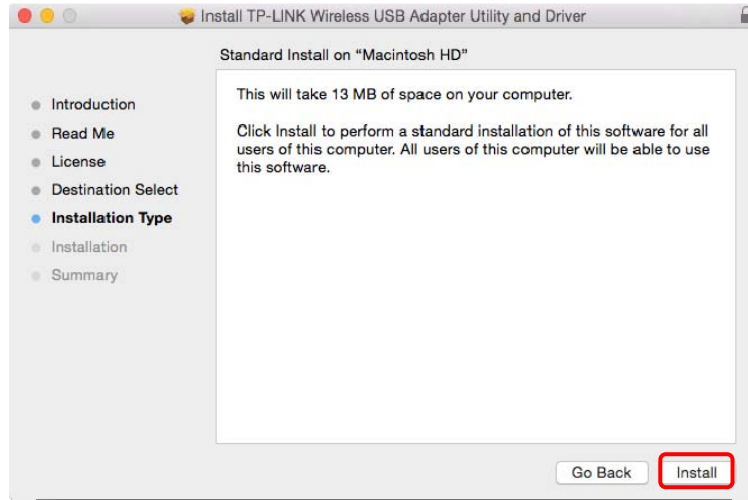 Install TP-LINK Wireless USB Adapter Utility and Driver
Standard Install on “Macintosh HD”
Introduction
Read Me
License
Destination Select
Installation Type
Installation
Summary
This will take 13 MB of space on your computer.
Click Install to perform a standard installation of this software for all
users of this computer. All users of this computer will be able to use
this software.
Go Back
Install